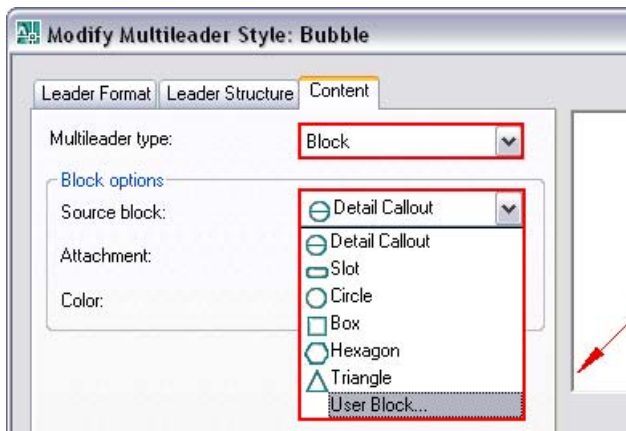 Modify Multileader Style: Bubble
Leader Format Leader Structure Content
Multileader type: Block
Block options
Source block: Detail Callout
Detail Callout
Attachment:
Slot
Color:
Circle
Box
Hexagon
Triangle
User Block...